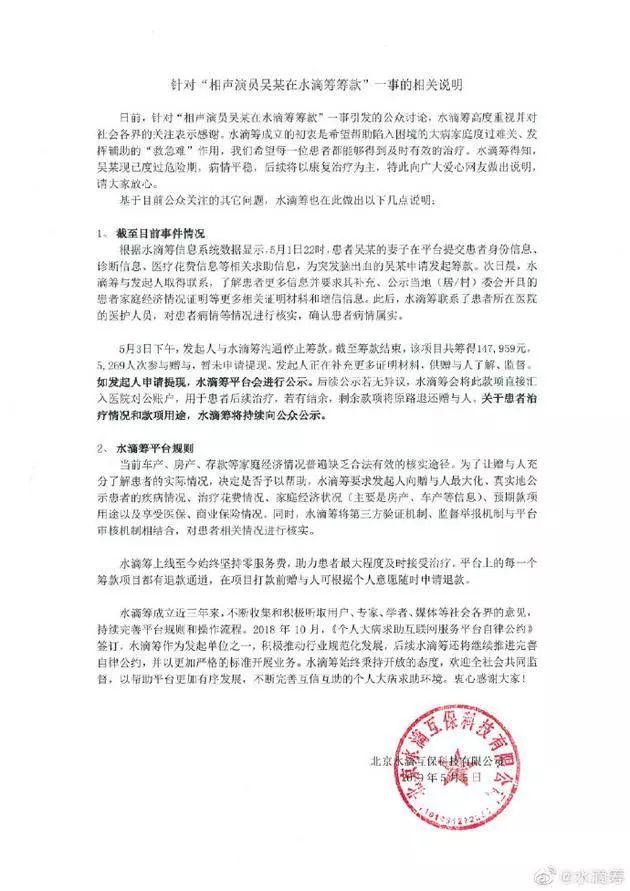 针对“相声演员吴某在水滴筹筹款”一事的相关说明
日前，针对“相声演员吴某在水滴筹筹款”一事引发的公众讨论，水滴筹高度重视并对
社会各界的关注表示感谢。水滴筹成立的初衷是希望帮助陷入困境的大病家庭度过难关、发
挥辅助的“救急难”作用，我们希望每一位患者都能够得到及时有效的治疗。水滴筹得知，
吴某现已度过危险期，病情平稳，后续将以康复治疗为主，特此向广大爱心网友做出说明，
请大家放心。
基于目前公众关注的其它问题，水滴筹也在此做出以下几点说明：
1、 截至目前事件情况
根据水滴筹信息系统数据显示，5月1日22时，患者吴某的妻子在平台提交患者身份信息、
诊断信息、医疗花费信息等相关求助信息，为突发脑出血的吴某申请发起筹款。次日晨，水
滴筹与发起人取得联系，了解患者更多信息并要求其补充、公示当地（居/村）委会开具的
患者家庭经济情况证明等更多相关证明材料和增信信息。此后，水滴筹联系了患者所在医院
的医护人员，对患者病情等情况进行核实，确认患者病情属实。
5月3日下午，发起人与水滴筹沟通停止筹款。截至筹款结束，该项目共筹得147,959元，
5,269人次参与赠与，暂未申请提现。发起人正在补充更多证明材料，供赠与人了解、监督。
如发起人申请提现，水滴筹平台会进行公示。后续公示若无异议，水滴筹会将此款项直接汇
入医院对公账户，用于患者后续治疗，若有结余，剩余款项将原路退还赠与人。关于患者治
疗情况和款项用途，水滴筹将持续向公众公示。
2、 水滴筹平台规则
当前车产、房产、存款等家庭经济情况普遍缺乏合法有效的核实途径。为了让赠与人充
分了解患者的实际情况，决定是否予以帮助，水滴筹要求发起人向赠与人最大化、真实地公
示患者的疾病情况、治疗花费情况、家庭经济状况（主要是房产、车产等信息）、预期款项
用途以及享受医保、商业保险情况。同时，水滴筹将第三方验证机制、监督举报机制与平台
审核机制相结合，对患者相关情况进行核实。
水滴筹上线至今始终坚持零服务费，助力患者最大程度及时接受治疗。平台上的每一个
筹款项目都有退款通道，在项目打款前赠与人可根据个人意愿随时申请退款。
水滴筹成立近三年来，不断收集和积极听取用户、专家、学者、媒体等社会各界的意见，
持续完善平台规则和操作流程。2018 年 10 月，《个人大病求助互联网服务平台自律公约》
签订，水滴筹作为发起单位之一，积极推动行业规范化发展，后续水滴筹还将继续推进完善
自律公约，并以更加严格的标准开展业务。水滴筹始终秉持开放的态度，欢迎全社会共同监
督，以帮助平台更加有序发展，不断完善互信互助的个人大病求助环境。衷心感谢大家！
北京水滴互保科技有限公司
2019年5月5日
北京水滴互保科技有限公司
@水滴筹